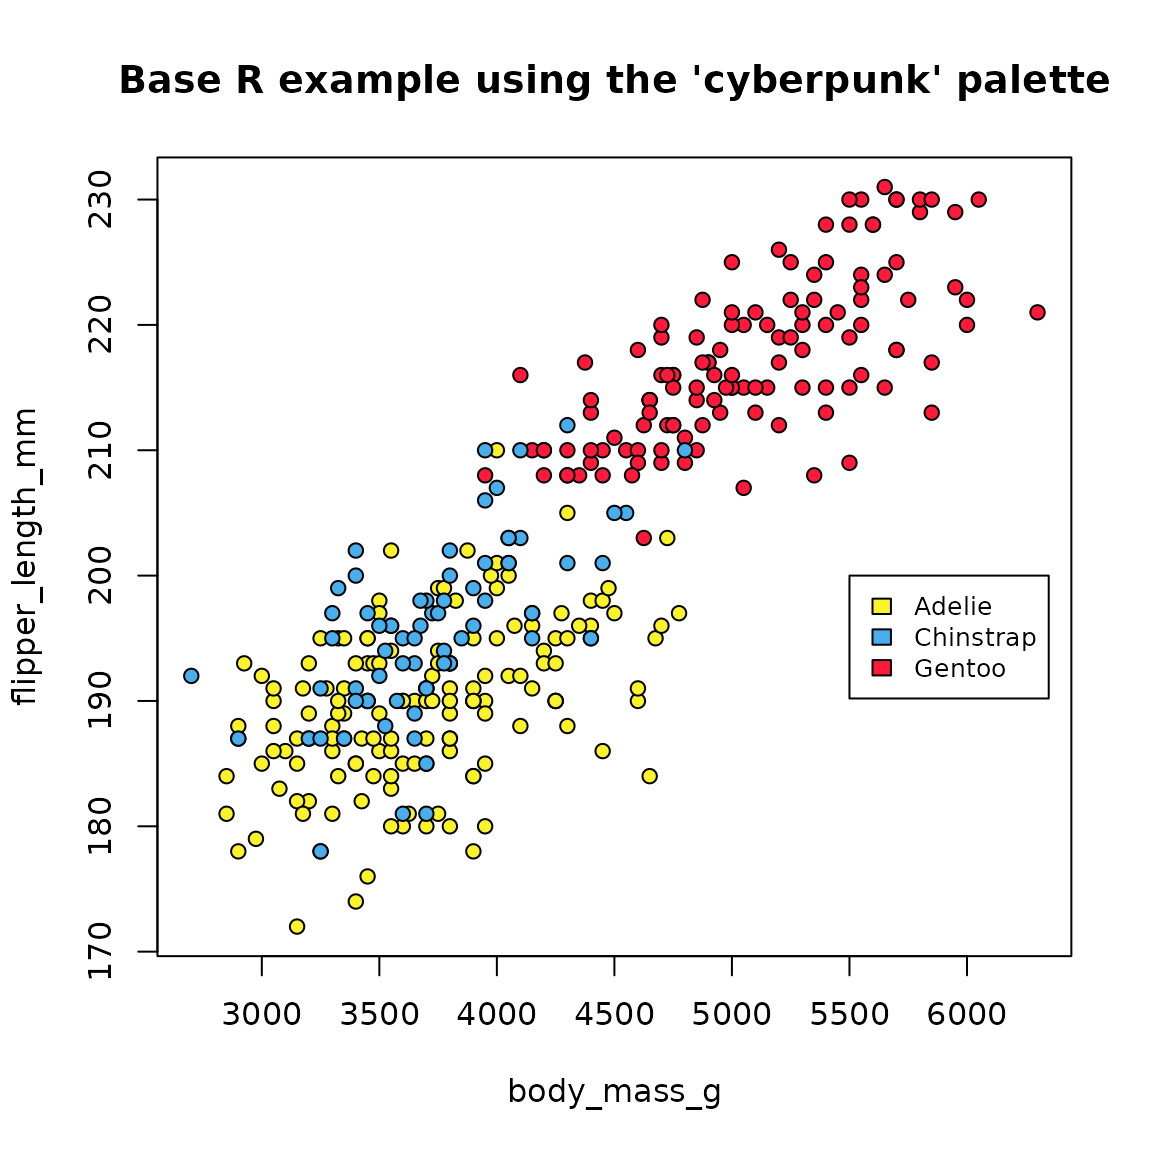 Base R example using the 'cyberpunk' palette
flipper_length_mm
230
220
210
200
190
180
170
Adelie
Chinstrap
Gentoo
3000 3500 4000 4500 5000 5500 6000
body_mass_g